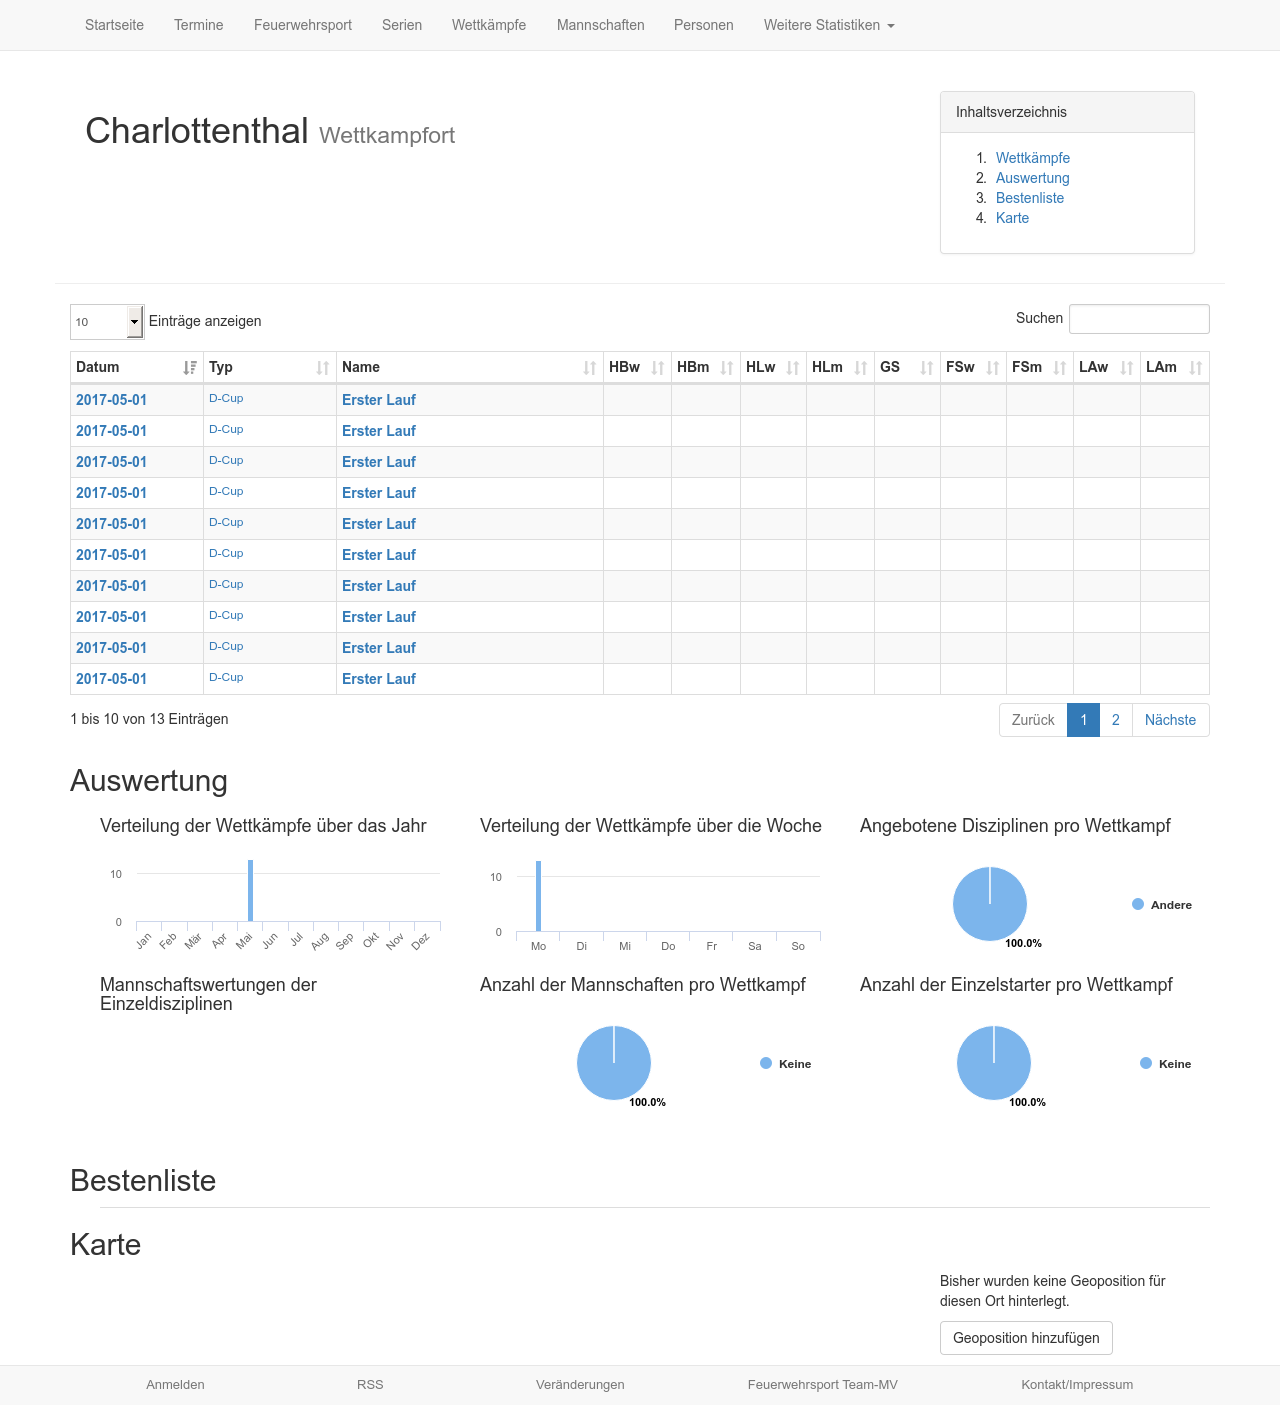 Startseite Termine Feuerwehrsport Serien Wettkämpfe Mannschaften Personen Weitere Statistiken
Charlottenthal Wettkampfort
Inhaltsverzeichnis
1. Wettkämpfe
2. Auswertung
3. Bestenliste
4. Karte
10 Einträge anzeigen Suchen
Datum Typ Name HBw HBm HLw HLm GS FSw FSm LAw LAm
2017-05-01 D-Cup Erster Lauf
2017-05-01 D-Cup Erster Lauf
2017-05-01 D-Cup Erster Lauf
2017-05-01 D-Cup Erster Lauf
2017-05-01 D-Cup Erster Lauf
2017-05-01 D-Cup Erster Lauf
2017-05-01 D-Cup Erster Lauf
2017-05-01 D-Cup Erster Lauf
2017-05-01 D-Cup Erster Lauf
2017-05-01 D-Cup Erster Lauf
1 bis 10 von 13 Einträgen Zurück 1 2 Nächste
Auswertung
Verteilung der Wettkämpfe über das Jahr
10
0
Jan Feb Mär Apr Mai Jun Jul Aug Sep Okt Nov Dez
Verteilung der Wettkämpfe über die Woche
10
0
Mo Di Mi Do Fr Sa So
Angebotene Disziplinen pro Wettkampf
Andere
100.0%
Mannschaftswertungen der
Einzeldisziplinen
Anzahl der Mannschaften pro Wettkampf
Keine
100.0%
Anzahl der Einzelstarter pro Wettkampf
Keine
100.0%
Bestenliste
Karte
Bisher wurden keine Geoposition für
diesen Ort hinterlegt.
Geoposition hinzufügen
Anmelden RSS Veränderungen Feuerwehrsport Team-MV Kontakt/Impressum